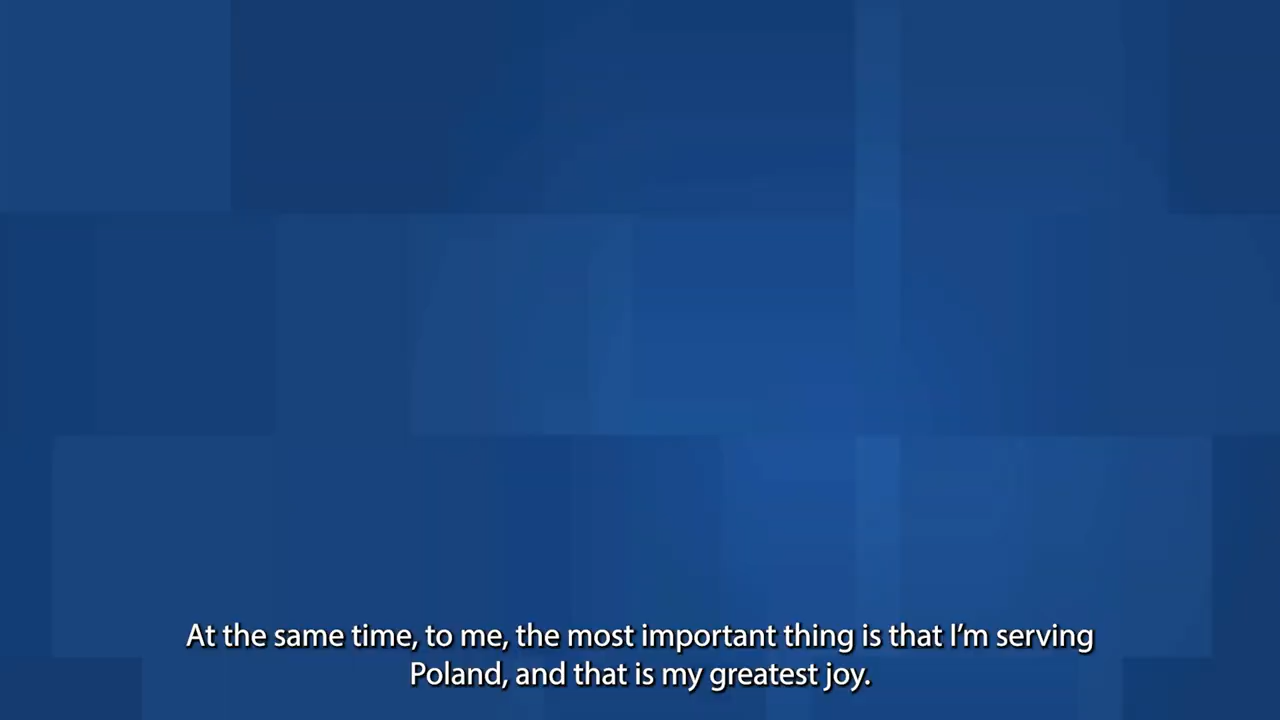 At the same time, to me, the most important thing is that I’m serving
Poland, and that is my greatest joy.